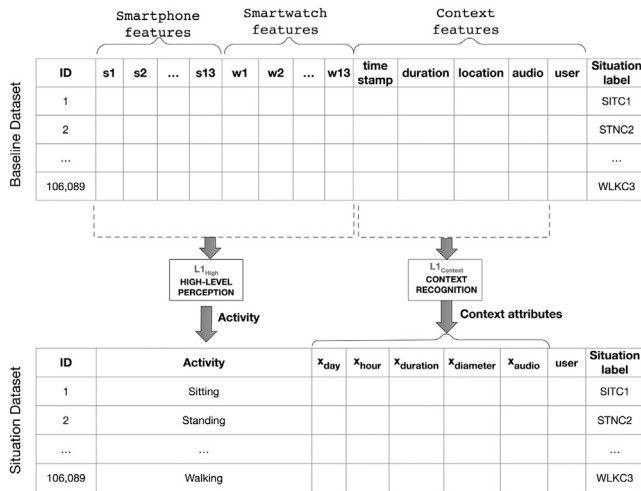 Smartphone features Smartwatch features Context features
Baseline Dataset
ID s1 s2 ... s13 w1 w2 ... w13 time stamp duration location audio user Situation label
1 SITC1
2 STNC2
... ...
106,089 WLKC3
L1High HIGH-LEVEL PERCEPTION
L1Context CONTEXT RECOGNITION
Activity
Context attributes
Situation Dataset
ID Activity xday xhour xduration xdiameter xaudio user Situation label
1 Sitting SITC1
2 Standing STNC2
... ... ...
106,089 Walking WLKC3